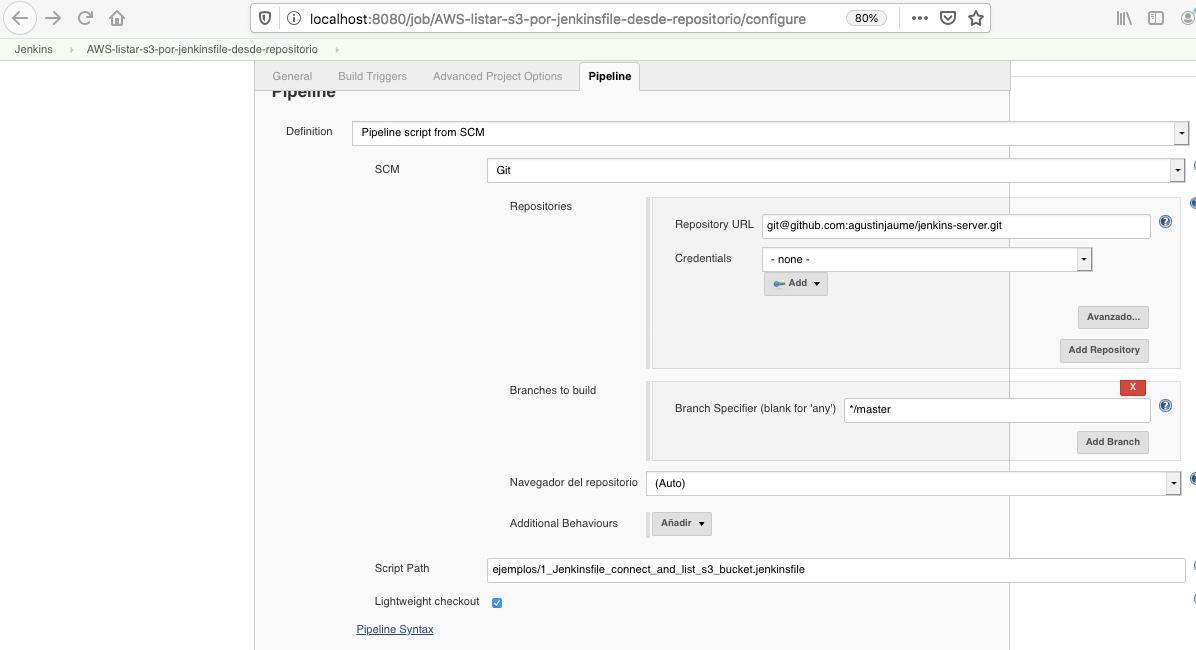 localhost:8080/job/AWS-listar-s3-por-jenkinsfile-desde-repositorio/configure 80%
Jenkins AWS-listar-s3-por-jenkinsfile-desde-repositorio
General Build Triggers Advanced Project Options Pipeline
Pipeline
Definition Pipeline script from SCM
SCM Git
Repositories
Repository URL git@github.com:agustinjaume/jenkins-server.git
Credentials - none -
Add
Avanzado...
Add Repository
Branches to build
X
Branch Specifier (blank for 'any') */master
Add Branch
Navegador del repositorio (Auto)
Additional Behaviours Añadir
Script Path ejemplos/1_Jenkinsfile_connect_and_list_s3_bucket.jenkinsfile
Lightweight checkout
Pipeline Syntax